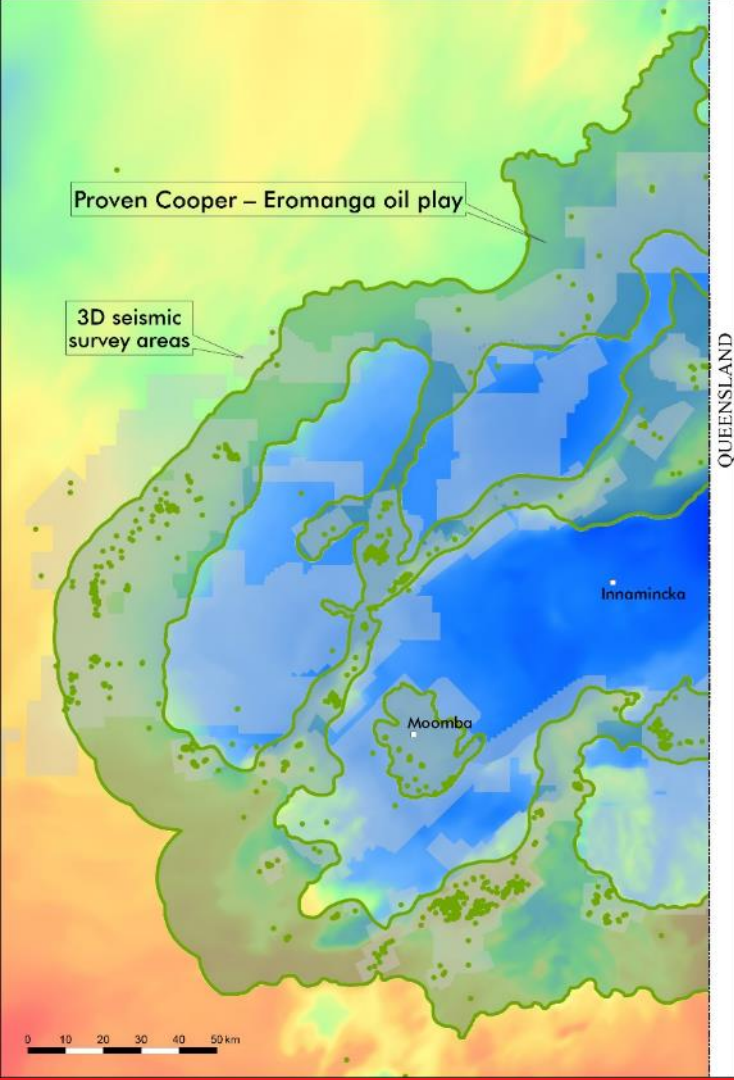 Proven Cooper – Eromanga oil play
3D seismic
survey areas
QUEENSLAND
Innamincka
Moomba
0 10 20 30 40 50 km